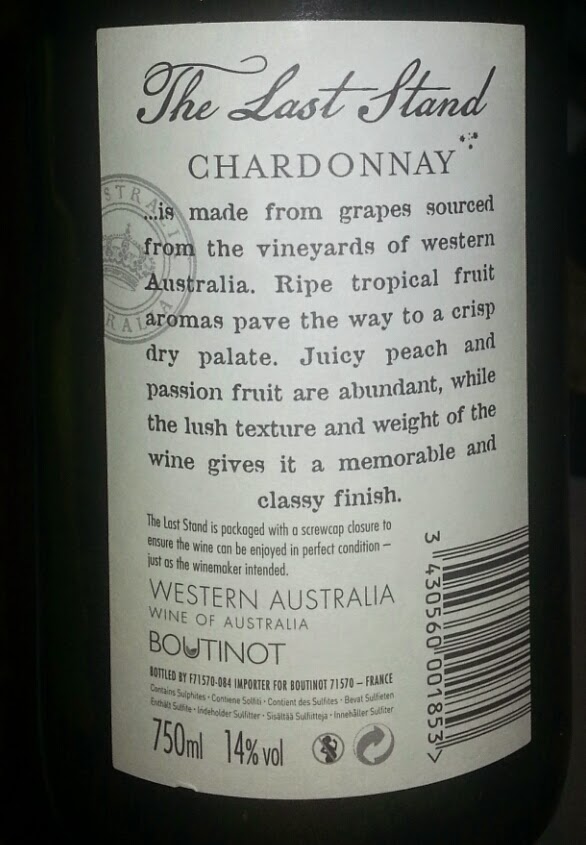 The Last Stand
CHARDONNAY
...is made from grapes sourced
from the vineyards of western
Australia. Ripe tropical fruit
aromas pave the way to a crisp
dry palate. Juicy peach and
passion fruit are abundant, while
the lush texture and weight of the
wine gives it a memorable and
classy finish.
The Last Stand is packaged with a screwcap closure to
ensure the wine can be enjoyed in perfect condition –
just as the winemaker intended.
WESTERN AUSTRALIA
WINE OF AUSTRALIA
BOUTINOT
BOTTLED BY F71570-084 IMPORTER FOR BOUTINOT 71570 – FRANCE
Contains Sulphites · Contiene Solfiti · Contient des Sulfites · Bevat Sulfieten
Enthält Sulfite · Indeholder Sulfitter · Sisältää Sulfiitteja · Innehåller Sulfiter
750ml 14% vol
3 430560 001853 >